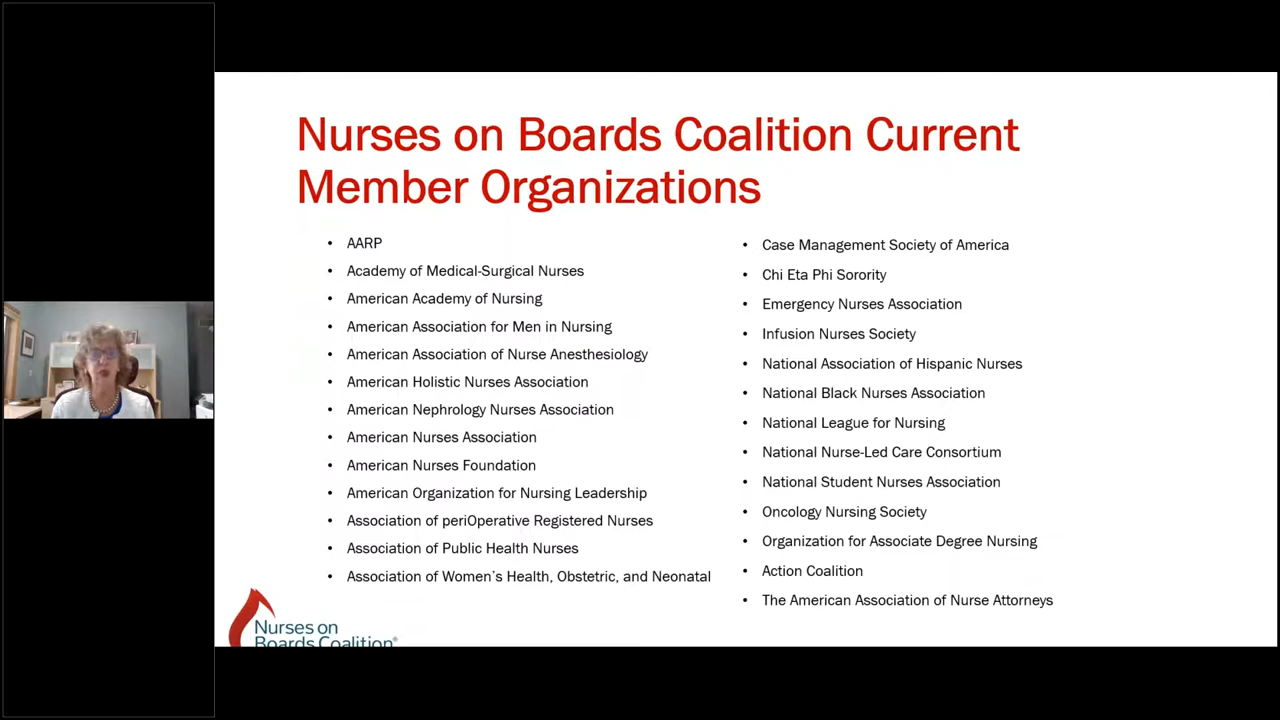 Nurses on Boards Coalition Current
Member Organizations
• AARP
• Academy of Medical-Surgical Nurses
• American Academy of Nursing
• American Association for Men in Nursing
• American Association of Nurse Anesthesiology
• American Holistic Nurses Association
• American Nephrology Nurses Association
• American Nurses Association
• American Nurses Foundation
• American Organization for Nursing Leadership
• Association of periOperative Registered Nurses
• Association of Public Health Nurses
• Association of Women's Health, Obstetric, and Neonatal
• Case Management Society of America
• Chi Eta Phi Sorority
• Emergency Nurses Association
• Infusion Nurses Society
• National Association of Hispanic Nurses
• National Black Nurses Association
• National League for Nursing
• National Nurse-Led Care Consortium
• National Student Nurses Association
• Oncology Nursing Society
• Organization for Associate Degree Nursing
• Action Coalition
• The American Association of Nurse Attorneys
Nurses on
Boards Coalition®